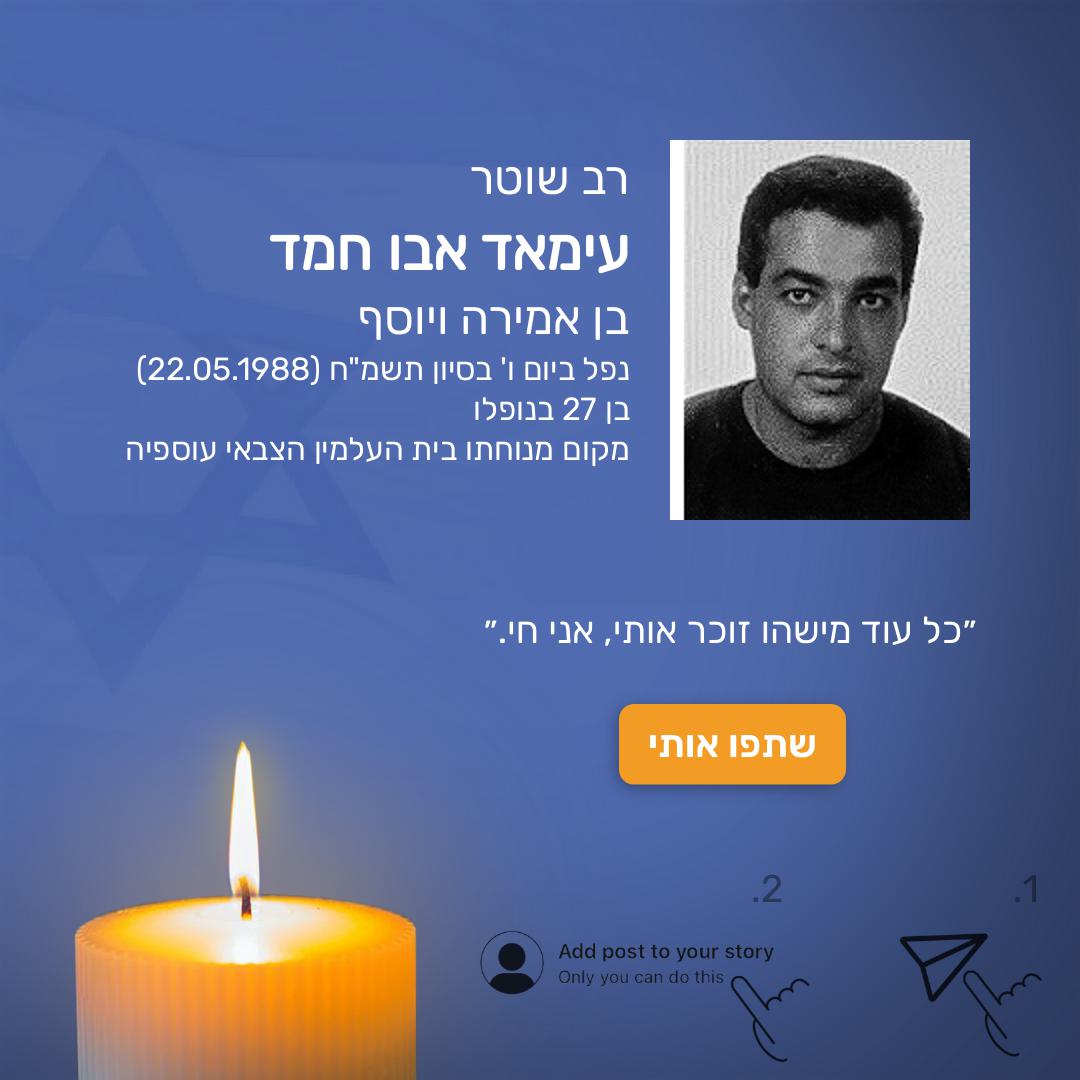 רב שוטר
עימאד אבו חמד
בן אמירה ויוסף
נפל ביום ו' בסיון תשמ"ח (22.05.1988)
בן 27 בנופלו
מקום מנוחתו בית העלמין הצבאי עוספיה
״כל עוד מישהו זוכר אותי, אני חי.״
שתפו אותי
1.
2.
Add post to your story
Only you can do this